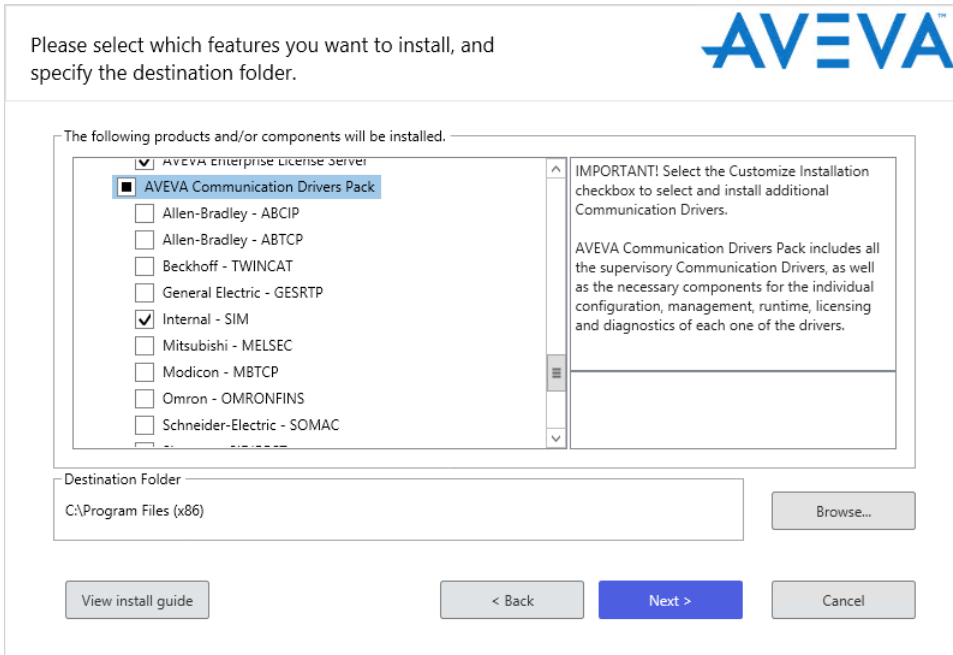 Please select which features you want to install, and
specify the destination folder.
AVEVA™
The following products and/or components will be installed.
AVEVA Enterprise License Server
AVEVA Communication Drivers Pack
Allen-Bradley - ABCIP
Allen-Bradley - ABTCP
Beckhoff - TWINCAT
General Electric - GESRTP
Internal - SIM
Mitsubishi - MELSEC
Modicon - MBTCP
Omron - OMRONFINS
Schneider-Electric - SOMAC
IMPORTANT! Select the Customize Installation
checkbox to select and install additional
Communication Drivers.
AVEVA Communication Drivers Pack includes all
the supervisory Communication Drivers, as well
as the necessary components for the individual
configuration, management, runtime, licensing
and diagnostics of each one of the drivers.
Destination Folder
C:\Program Files (x86)
Browse...
View install guide
< Back
Next >
Cancel